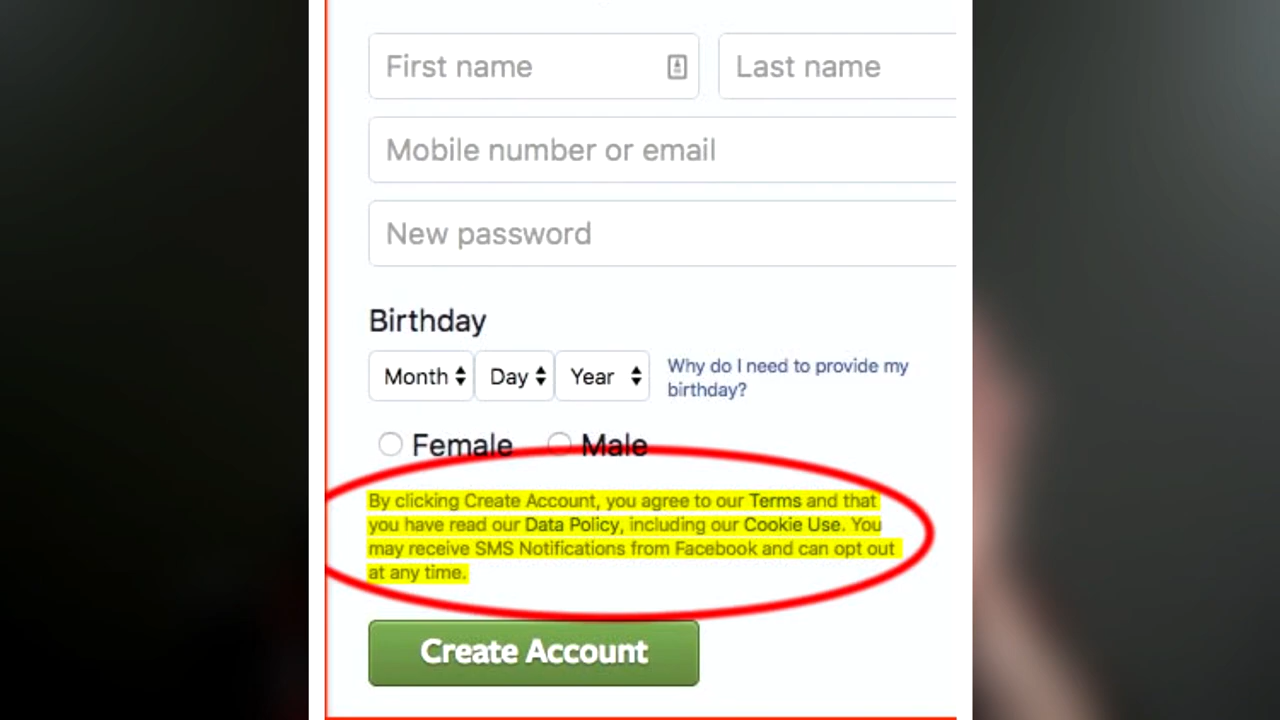 First name Last name
Mobile number or email
New password
Birthday
Month Day Year Why do I need to provide my
birthday?
Female Male
By clicking Create Account, you agree to our Terms and that
you have read our Data Policy, including our Cookie Use. You
may receive SMS Notifications from Facebook and can opt out
at any time.
Create Account